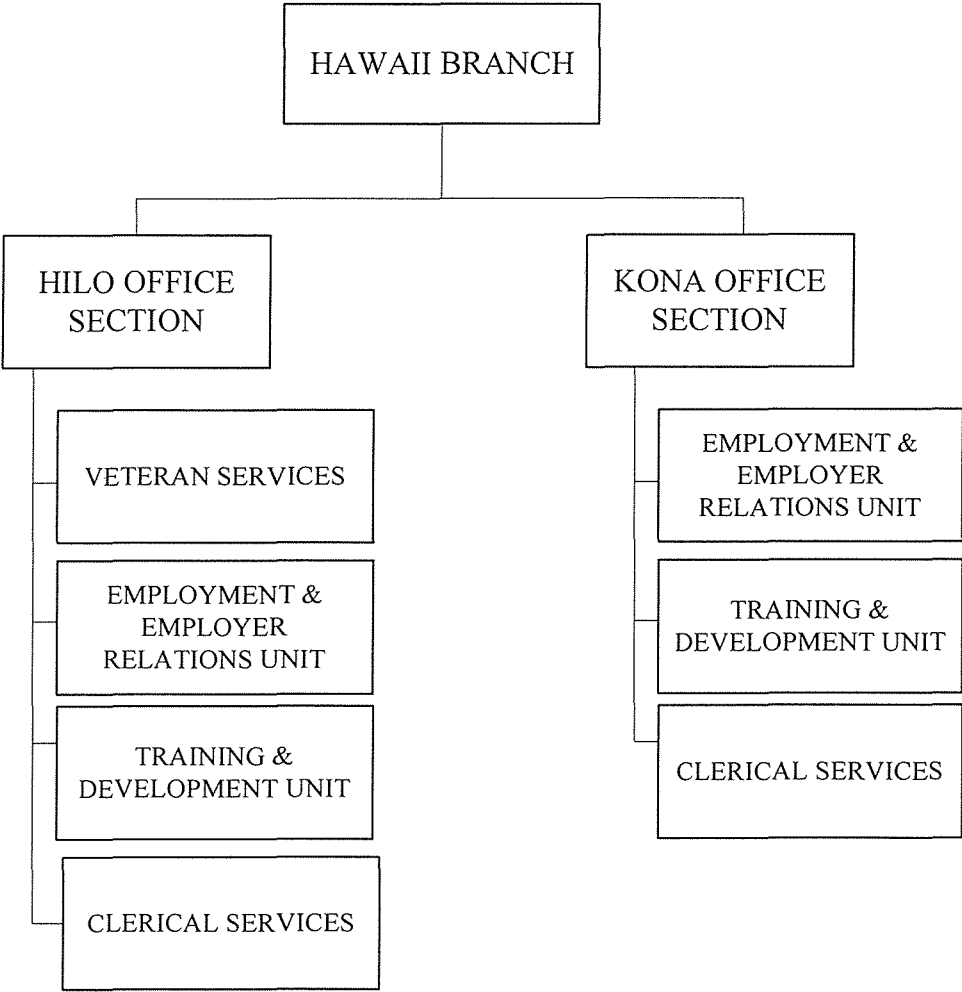 HAWAII BRANCH
HILO OFFICE
SECTION
VETERAN SERVICES
EMPLOYMENT &
EMPLOYER
RELATIONS UNIT
TRAINING &
DEVELOPMENT UNIT
CLERICAL SERVICES
KONA OFFICE
SECTION
EMPLOYMENT &
EMPLOYER
RELATIONS UNIT
TRAINING &
DEVELOPMENT UNIT
CLERICAL SERVICES